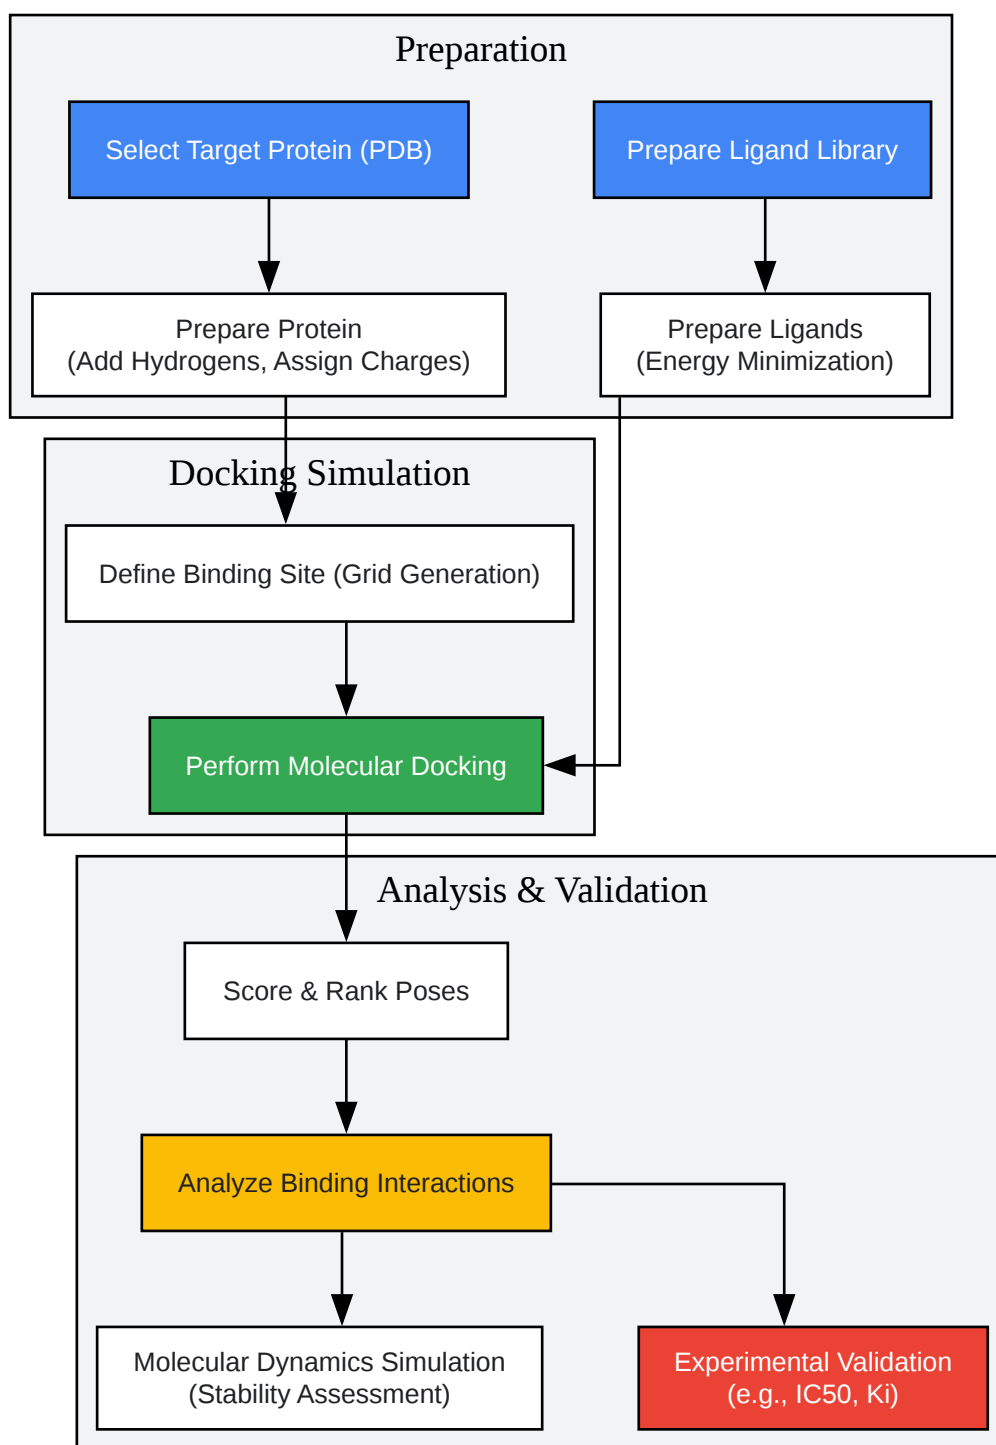 Preparation
Select Target Protein (PDB)
Prepare Ligand Library
Prepare Protein
(Add Hydrogens, Assign Charges)
Prepare Ligands
(Energy Minimization)
Docking Simulation
Define Binding Site (Grid Generation)
Perform Molecular Docking
Analysis & Validation
Score & Rank Poses
Analyze Binding Interactions
Molecular Dynamics Simulation
(Stability Assessment)
Experimental Validation
(e.g., IC50, Ki)